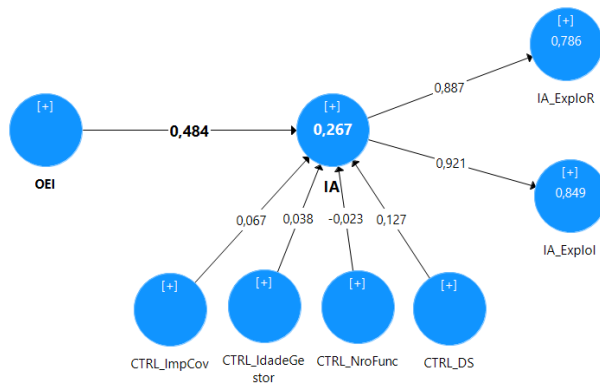 [+]
0,786
IA_ExploR
0,887
[+]
OEI
0,484
[+]
0,267
IA
0,921
[+]
0,849
IA_ExploI
0,067
0,038
-0,023
0,127
[+]
CTRL_ImpCov
[+]
CTRL_IdadeGe
stor
[+]
CTRL_NroFunc
[+]
CTRL_DS